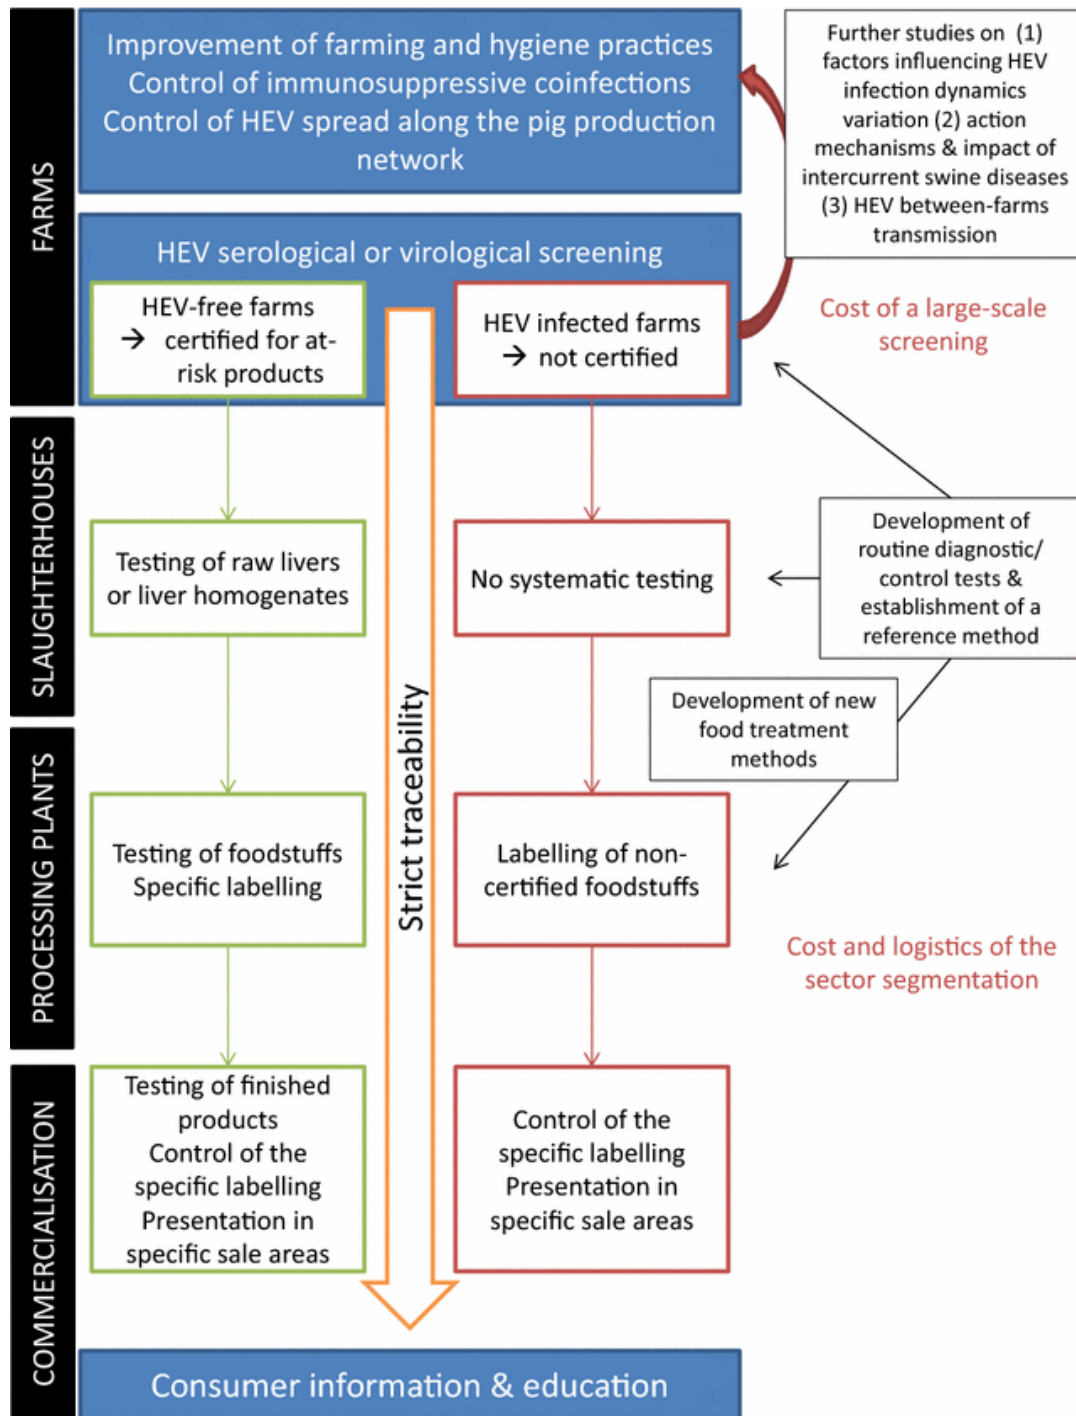 FARMS
Improvement of farming and hygiene practices
Control of immunosuppressive coinfections
Control of HEV spread along the pig production
network
Further studies on (1)
factors influencing HEV
infection dynamics
variation (2) action
mechanisms & impact of
intercurrent swine diseases
(3) HEV between-farms
transmission
HEV serological or virological screening
HEV-free farms
→ certified for at-
risk products
HEV infected farms
→ not certified
Cost of a large-scale
screening
SLAUGHTERHOUSES
Testing of raw livers
or liver homogenates
Strict traceability
No systematic testing
Development of
routine diagnostic/
control tests &
establishment of a
reference method
Development of new
food treatment
methods
PROCESSING PLANTS
Testing of foodstuffs
Specific labelling
Labelling of non-
certified foodstuffs
Cost and logistics of the
sector segmentation
COMMERCIALISATION
Testing of finished
products
Control of the
specific labelling
Presentation in
specific sale areas
Control of the
specific labelling
Presentation in
specific sale areas
Consumer information & education